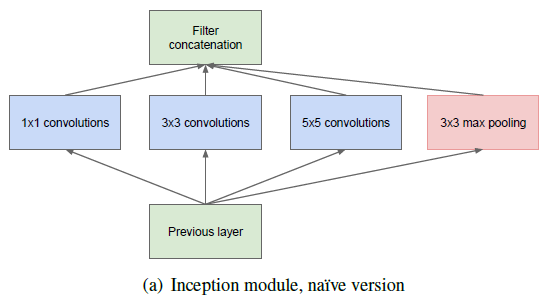 Filter
concatenation
1x1 convolutions
3x3 convolutions
5x5 convolutions
3x3 max pooling
Previous layer
(a) Inception module, naïve version